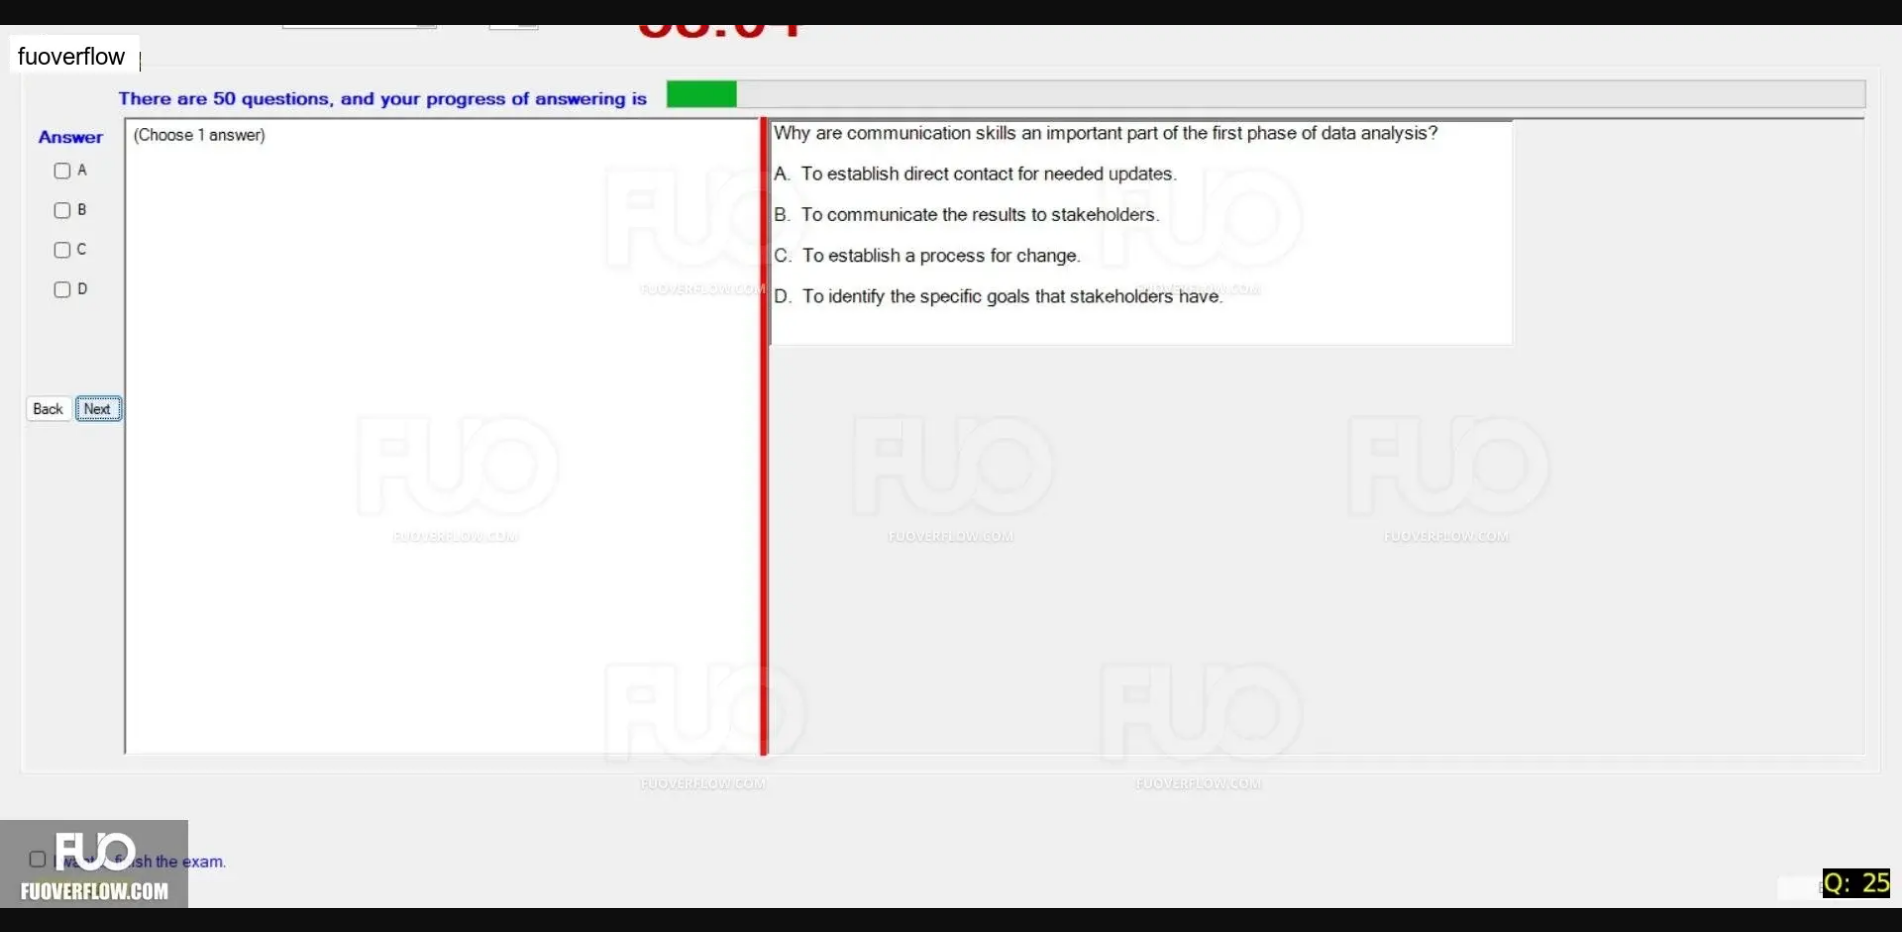 fuoverflow
There are 50 questions, and your progress of answering is
Answer
A
B
C
D
Back
Next
(Choose 1 answer)
Why are communication skills an important part of the first phase of data analysis?
A. To establish direct contact for needed updates.
B. To communicate the results to stakeholders.
C. To establish a process for change.
D. To identify the specific goals that stakeholders have.
FUO
FUOVERFLOW.COM
FUO
FUOVERFLOW.COM
FUO
FUOVERFLOW.COM
FUO
FUOVERFLOW.COM
FUO
FUOVERFLOW.COM
FUO
FUOVERFLOW.COM
FUO
FUOVERFLOW.COM
FUO
the exam.
FUOVERFLOW.COM
Q: 25